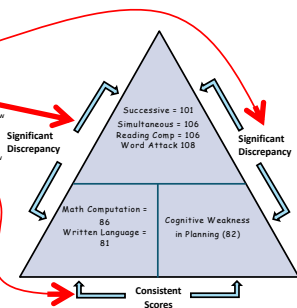 w
Successive = 101
Simultaneous = 106
Reading Comp = 106
Word Attack 108
Significant
Discrepancy
w
Significant
Discrepancy
Math Computation =
86
Written Language =
81
Cognitive Weakness
in Planning (82)
Consistent
Scores